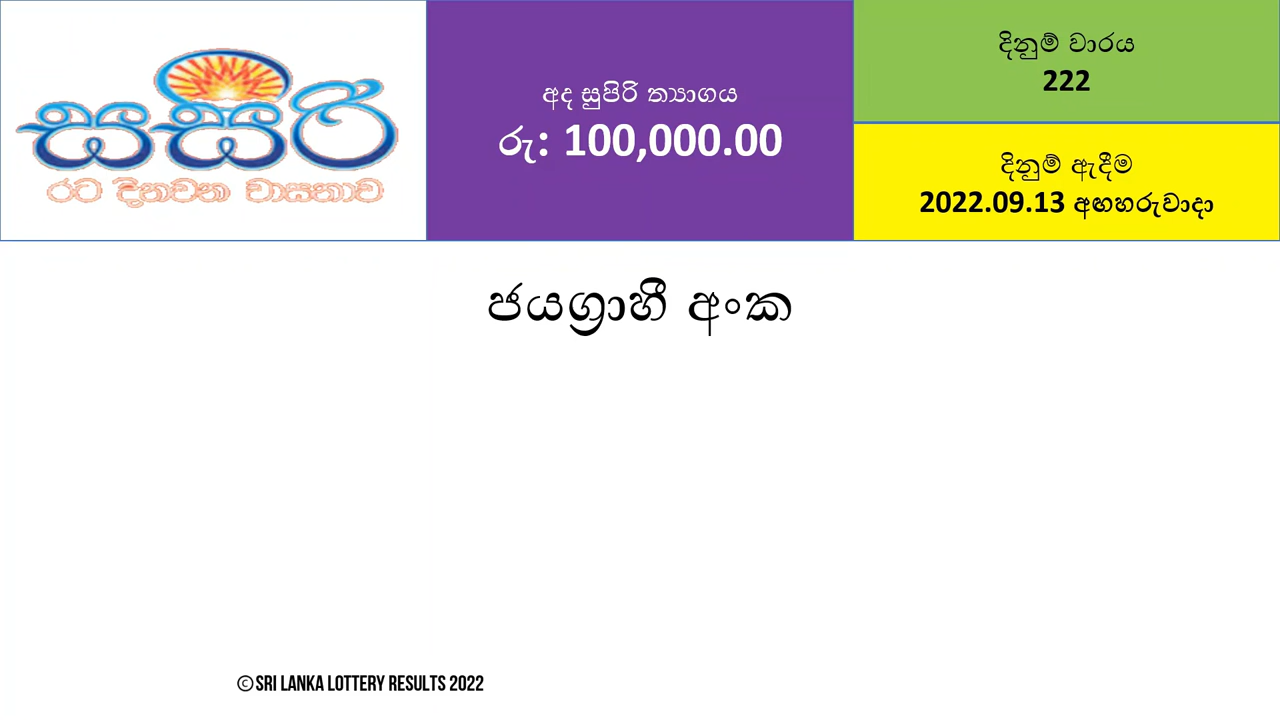 සසිරි
රට දිනවන වාසනාව
අද සුපිරි ත්‍යාගය
රු: 100,000.00
දිනුම් වාරය
222
දිනුම් ඇදීම
2022.09.13 අඟහරුවාදා
ජයග්‍රාහී අංක
©SRI LANKA LOTTERY RESULTS 2022